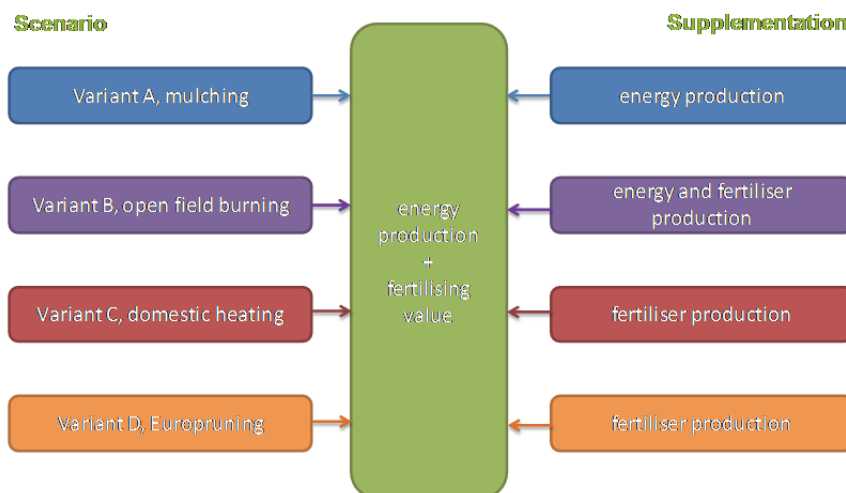 Scenario
Supplementation
Variant A, mulching
energy production
Variant B, open field burning
energy and fertiliser
production
energy
production
+
fertilising
value
Variant C, domestic heating
fertiliser production
Variant D, Europruning
fertiliser production